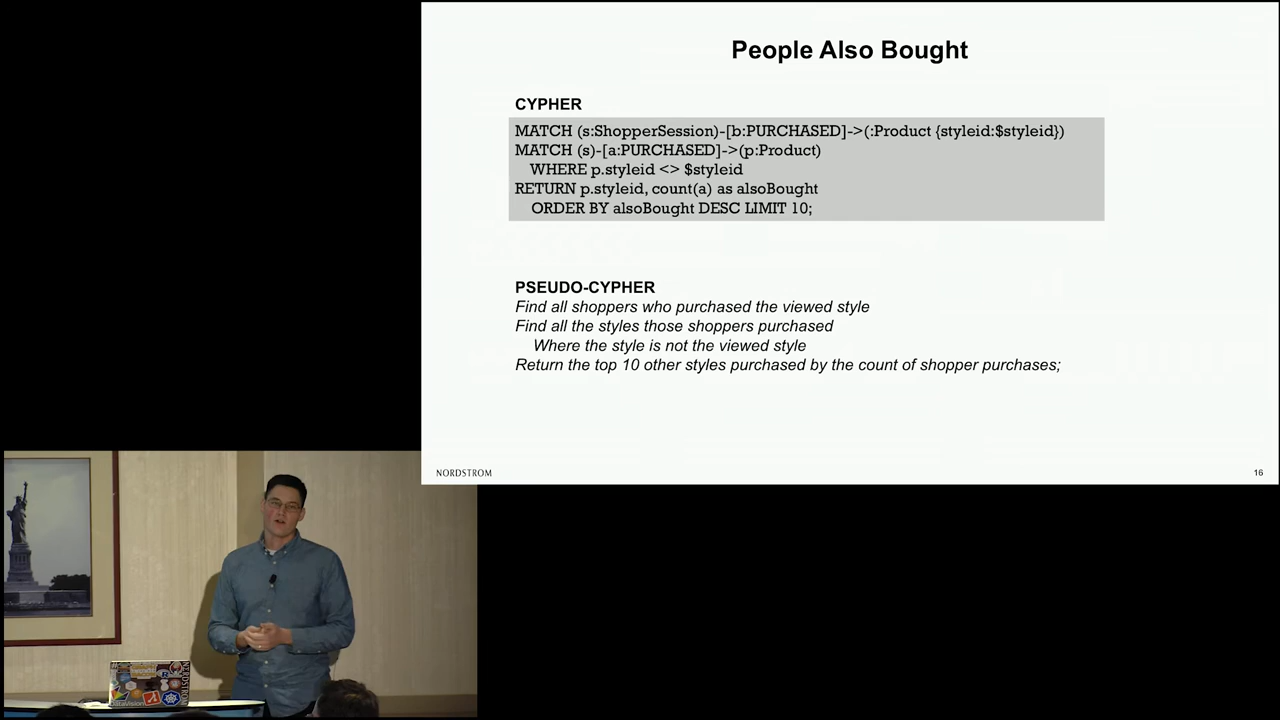 People Also Bought
CYPHER
MATCH (s:ShopperSession)-[b:PURCHASED]->(:Product {styleid:$styleid})
MATCH (s)-[a:PURCHASED]->(p:Product)
WHERE p.styleid <> $styleid
RETURN p.styleid, count(a) as alsoBought
ORDER BY alsoBought DESC LIMIT 10;
PSEUDO-CYPHER
Find all shoppers who purchased the viewed style
Find all the styles those shoppers purchased
Where the style is not the viewed style
Return the top 10 other styles purchased by the count of shopper purchases;
NORDSTROM
16
NORDSTROM